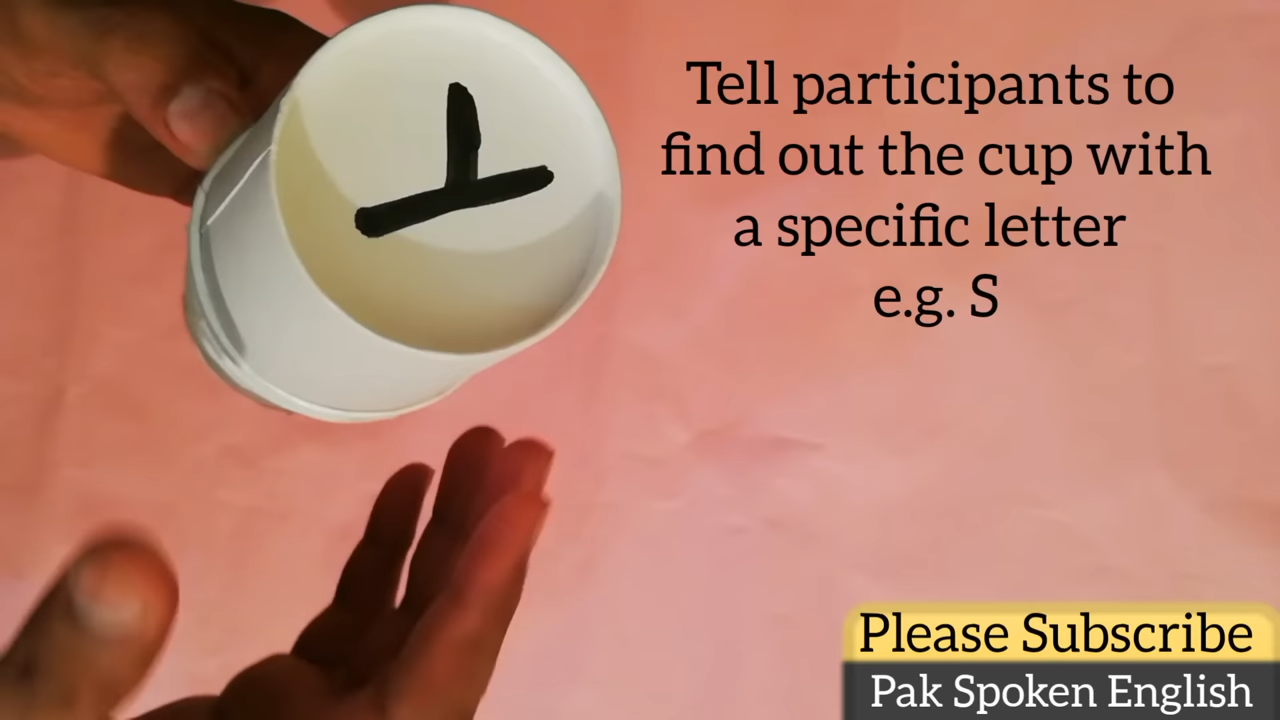 T
Tell participants to
find out the cup with
a specific letter
e.g. S
Please Subscribe
Pak Spoken English